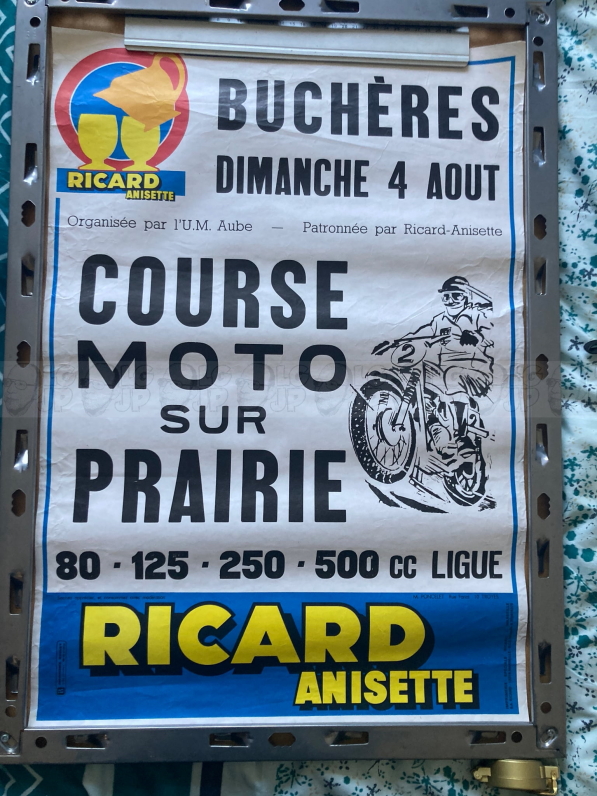 BUCHÈRES
DIMANCHE 4 AOUT
RICARD
ANISETTE
Organisée par l'U.M. Aube — Patronnée par Ricard-Anisette
COURSE
MOTO
SUR
PRAIRIE
2
80 · 125 · 250 · 500 cc LIGUE
RICARD
ANISETTE